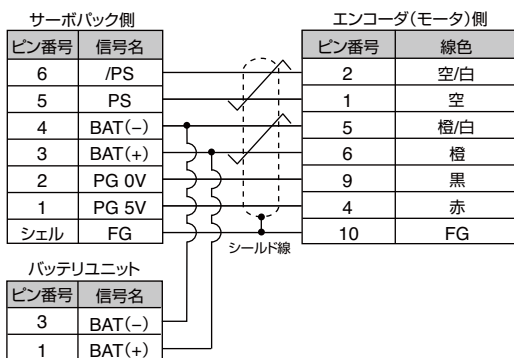 サーボパック側
エンコーダ(モータ)側
ピン番号 信号名
ピン番号 線色
6 /PS
2 空/白
5 PS
1 空
4 BAT(−)
5 橙/白
3 BAT(+)
6 橙
2 PG 0V
9 黒
1 PG 5V
4 赤
シェル FG
10 FG
シールド線
バッテリユニット
ピン番号 信号名
3 BAT(−)
1 BAT(+)